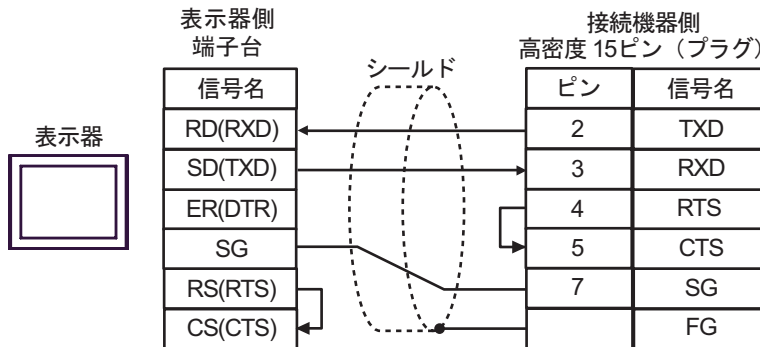 表示器側
端子台
接続機器側
高密度 15ピン（プラグ）
シールド
表示器
信号名
RD(RXD)
SD(TXD)
ER(DTR)
SG
RS(RTS)
CS(CTS)
ピン 信号名
2 TXD
3 RXD
4 RTS
5 CTS
7 SG
FG